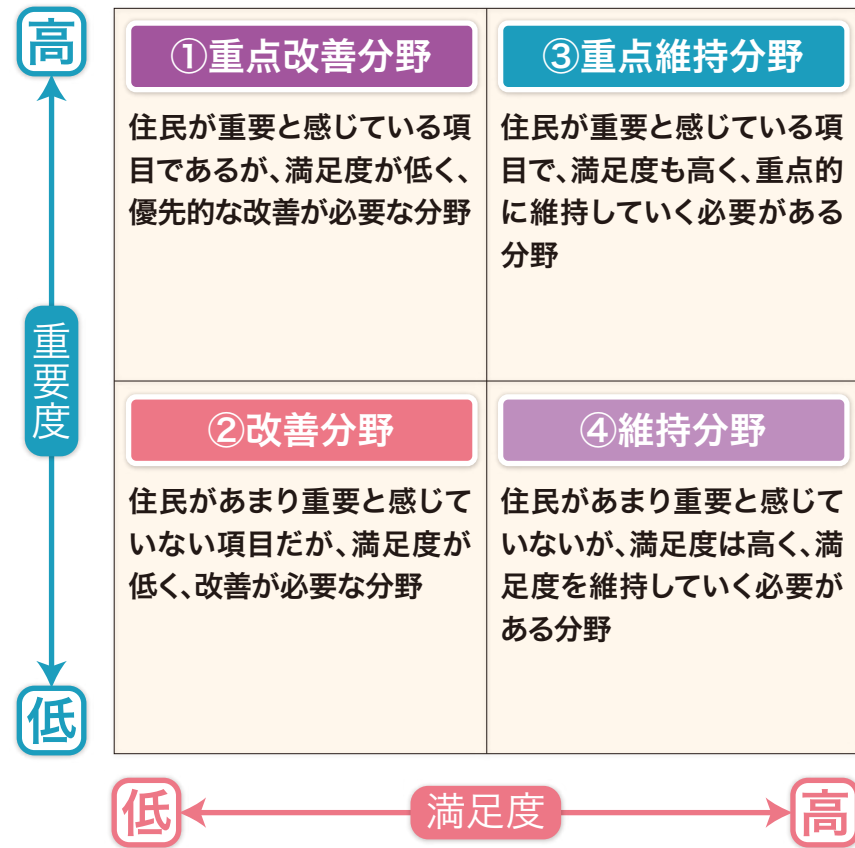 高
重要度
低
①重点改善分野
住民が重要と感じている項
目であるが、満足度が低く、
優先的な改善が必要な分野
③重点維持分野
住民が重要と感じている項
目で、満足度も高く、重点的
に維持していく必要がある
分野
②改善分野
住民があまり重要と感じて
いない項目だが、満足度が
低く、改善が必要な分野
④維持分野
住民があまり重要と感じて
いないが、満足度は高く、満
足度を維持していく必要が
ある分野
低
満足度
高